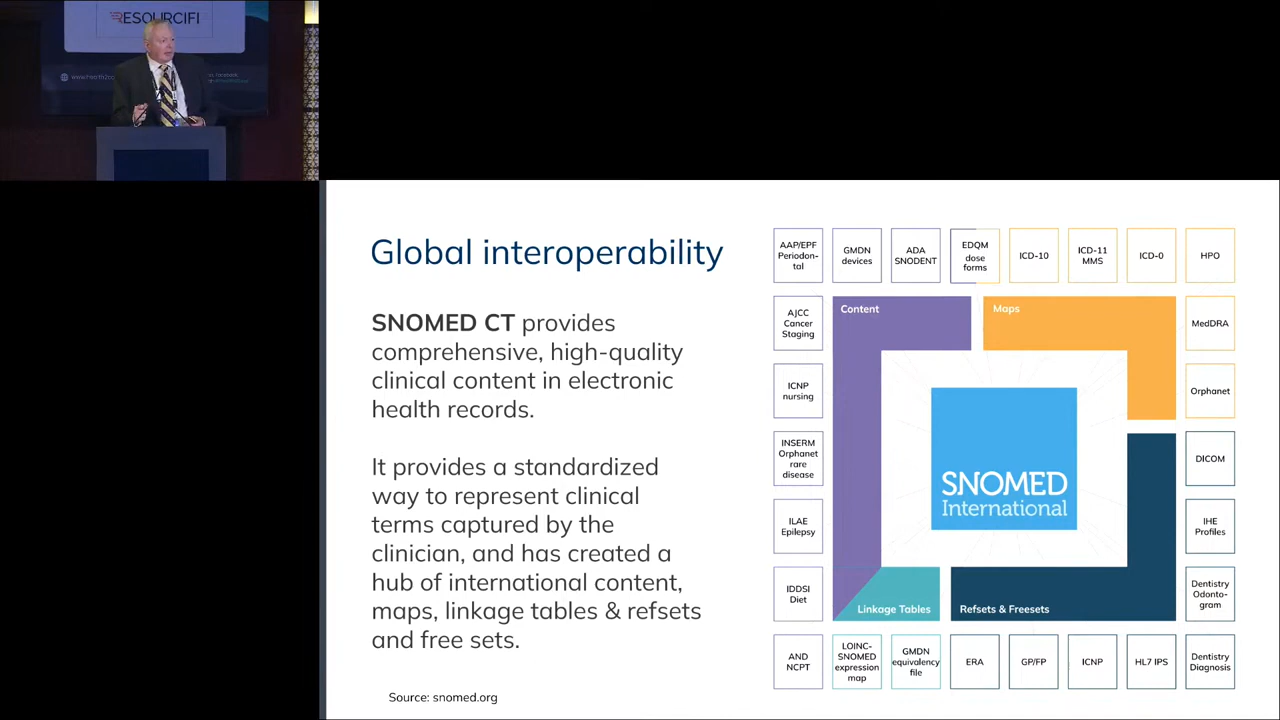 RESOURCIFI
Global interoperability
SNOMED CT provides
comprehensive, high-quality
clinical content in electronic
health records.
It provides a standardized
way to represent clinical
terms captured by the
clinician, and has created a
hub of international content,
maps, linkage tables & refsets
and free sets.
Source: snomed.org
AAP/EPF
Periodon-
tal
GMDN
devices
ADA
SNODENT
EDQM
dose
forms
ICD-10
ICD-11
MMS
ICD-0
HPO
AJCC
Cancer
Staging
ICNP
nursing
INSERM
Orphanet
rare
disease
ILAE
Epilepsy
IDDSI
Diet
AND
NCPT
Content
Maps
SNOMED
International
Linkage Tables
Refsets & Freesets
MedDRA
Orphanet
DICOM
IHE
Profiles
Dentistry
Odonto-
gram
LOINC-
SNOMED
expression
map
GMDN
equivalency
file
ERA
GP/FP
ICNP
HL7 IPS
Dentistry
Diagnosis